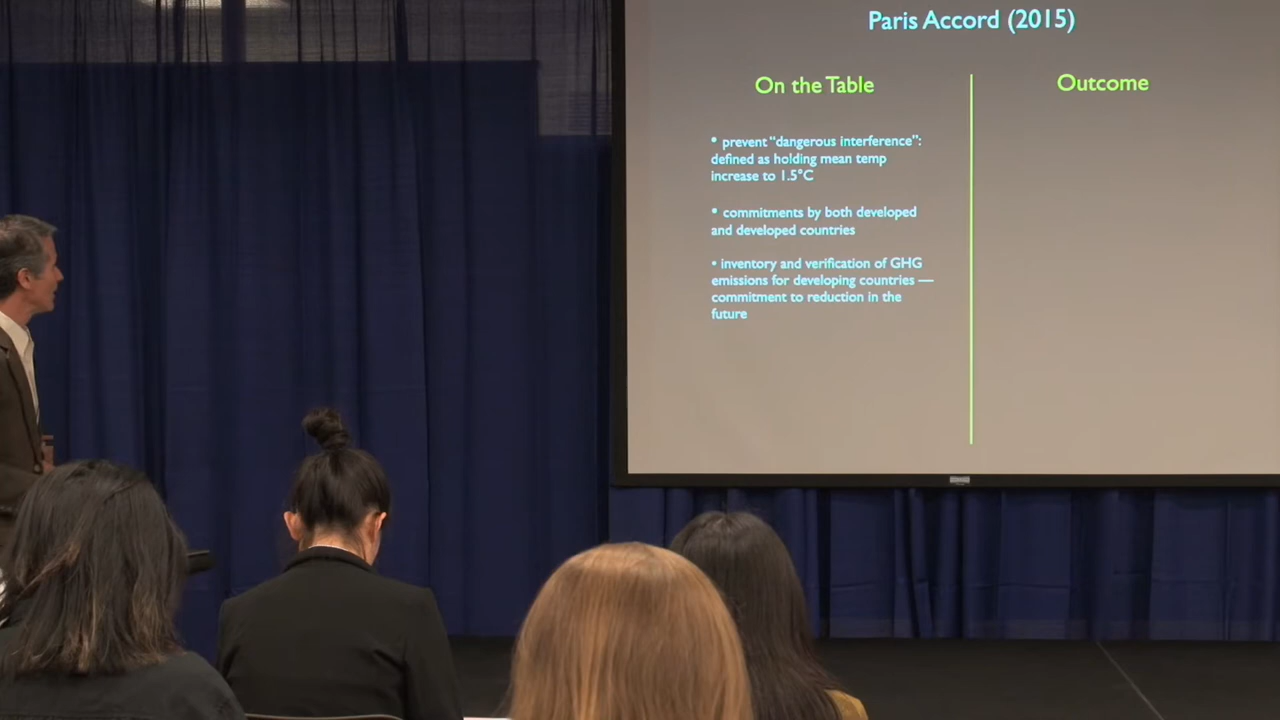 Paris Accord (2015)
On the Table
Outcome
• prevent “dangerous interference”:
defined as holding mean temp
increase to 1.5°C
• commitments by both developed
and developed countries
• inventory and verification of GHG
emissions for developing countries —
commitment to reduction in the
future